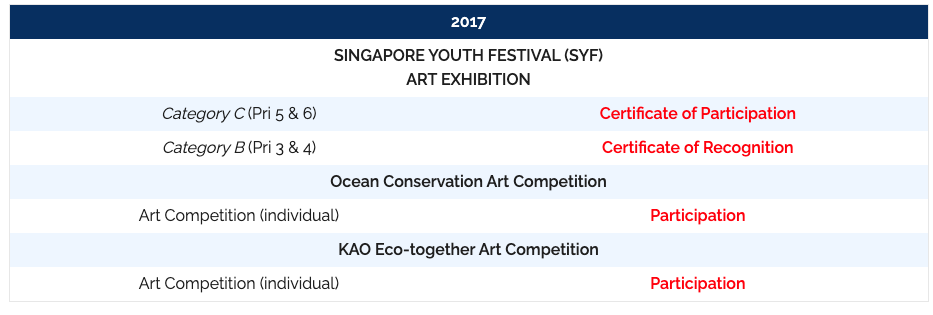 2017
SINGAPORE YOUTH FESTIVAL (SYF)
ART EXHIBITION
Category C (Pri 5 & 6) Certificate of Participation
Category B (Pri 3 & 4) Certificate of Recognition
Ocean Conservation Art Competition
Art Competition (individual) Participation
KAO Eco-together Art Competition
Art Competition (individual) Participation